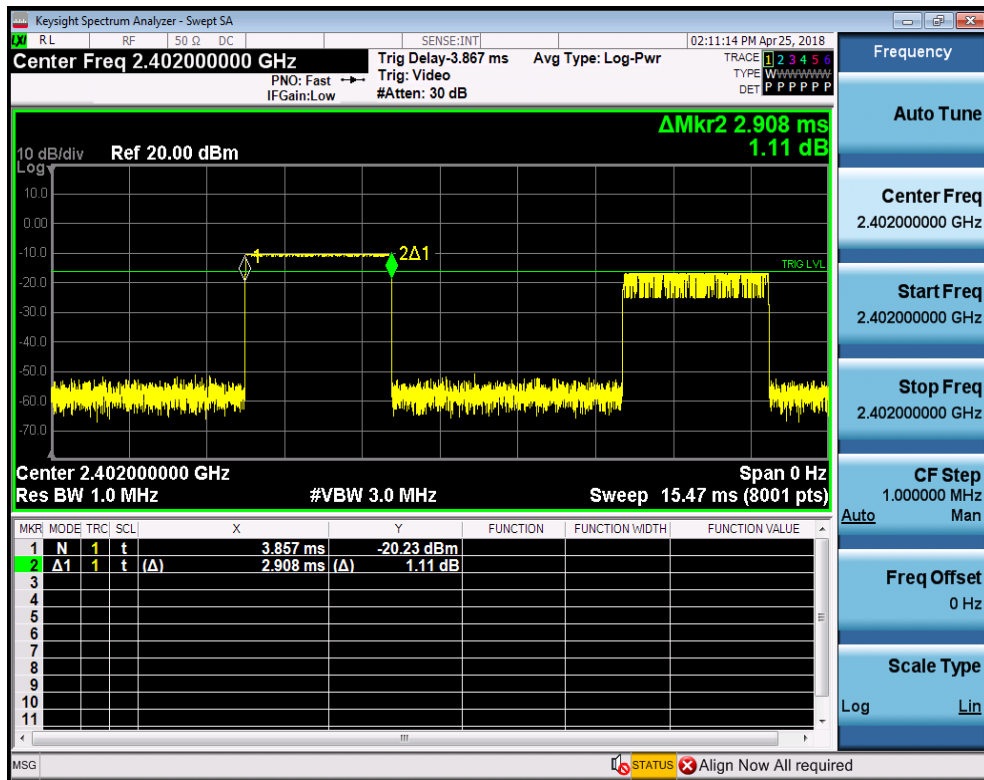 Keysight Spectrum Analyzer - Swept SA
LXI RL RF 50 Ω DC SENSE:INT 02:11:14 PM Apr 25, 2018
Center Freq 2.402000000 GHz
Trig Delay-3.867 ms
Avg Type: Log-Pwr
TRACE 1 2 3 4 5 6
PNO: Fast
Trig: Video
TYPE WWWWWWW
IFGain:Low
#Atten: 30 dB
DET P P P P P P
Frequency
Auto Tune
Center Freq
2.402000000 GHz
Start Freq
2.402000000 GHz
Stop Freq
2.402000000 GHz
CF Step
1.000000 MHz
Auto Man
Freq Offset
0 Hz
Scale Type
Log Lin
ΔMkr2 2.908 ms
1.11 dB
10 dB/div Ref 20.00 dBm
Log
10.0
0.00
-10.0
-20.0
-30.0
-40.0
-50.0
-60.0
-70.0
1
2Δ1
TRIG LVL
Center 2.402000000 GHz Span 0 Hz
Res BW 1.0 MHz #VBW 3.0 MHz Sweep 15.47 ms (8001 pts)
MKR MODE TRC SCL X Y FUNCTION FUNCTION WIDTH FUNCTION VALUE
1 N 1 t 3.857 ms -20.23 dBm
2 Δ1 1 t (Δ) 2.908 ms (Δ) 1.11 dB
3
4
5
6
7
8
9
10
11
MSG STATUS Align Now All required